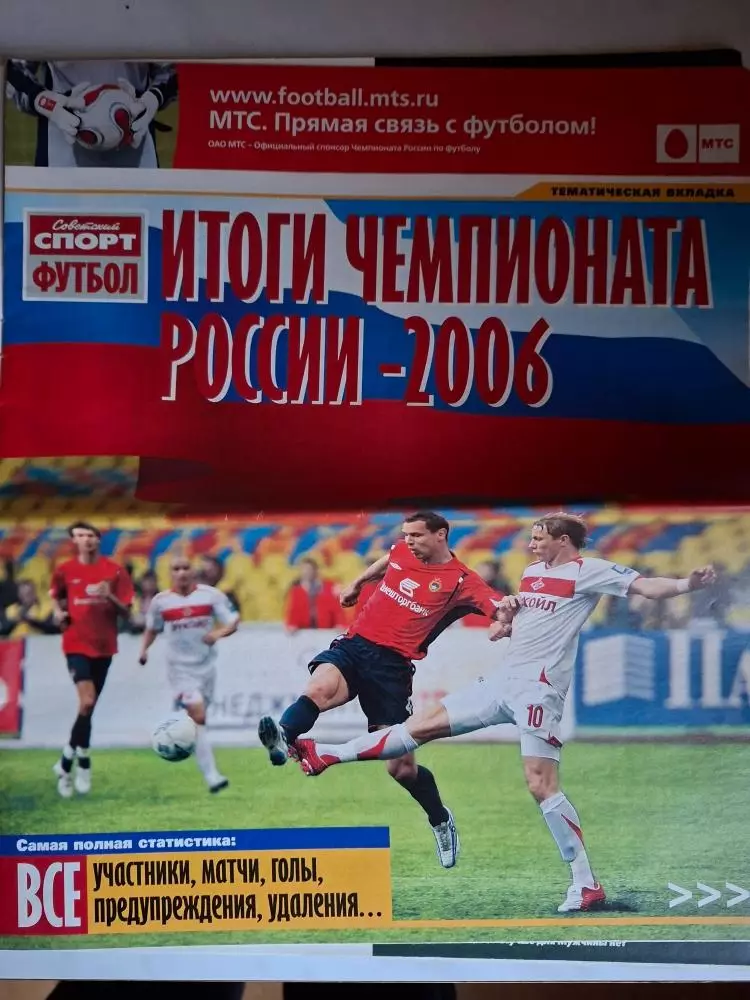 www.football.mts.ru
МТС. Прямая связь с футболом!
ОАО МТС – Официальный спонсор Чемпионата России по футболу
МТС
ТЕМАТИЧЕСКАЯ ВКЛАДКА
Советский
СПОРТ
ФУТБОЛ
ИТОГИ ЧЕМПИОНАТА
РОССИИ -2006
внешторгбанк
10
Самая полная статистика:
ВСЕ
участники, матчи, голы,
предупреждения, удаления...
>>>